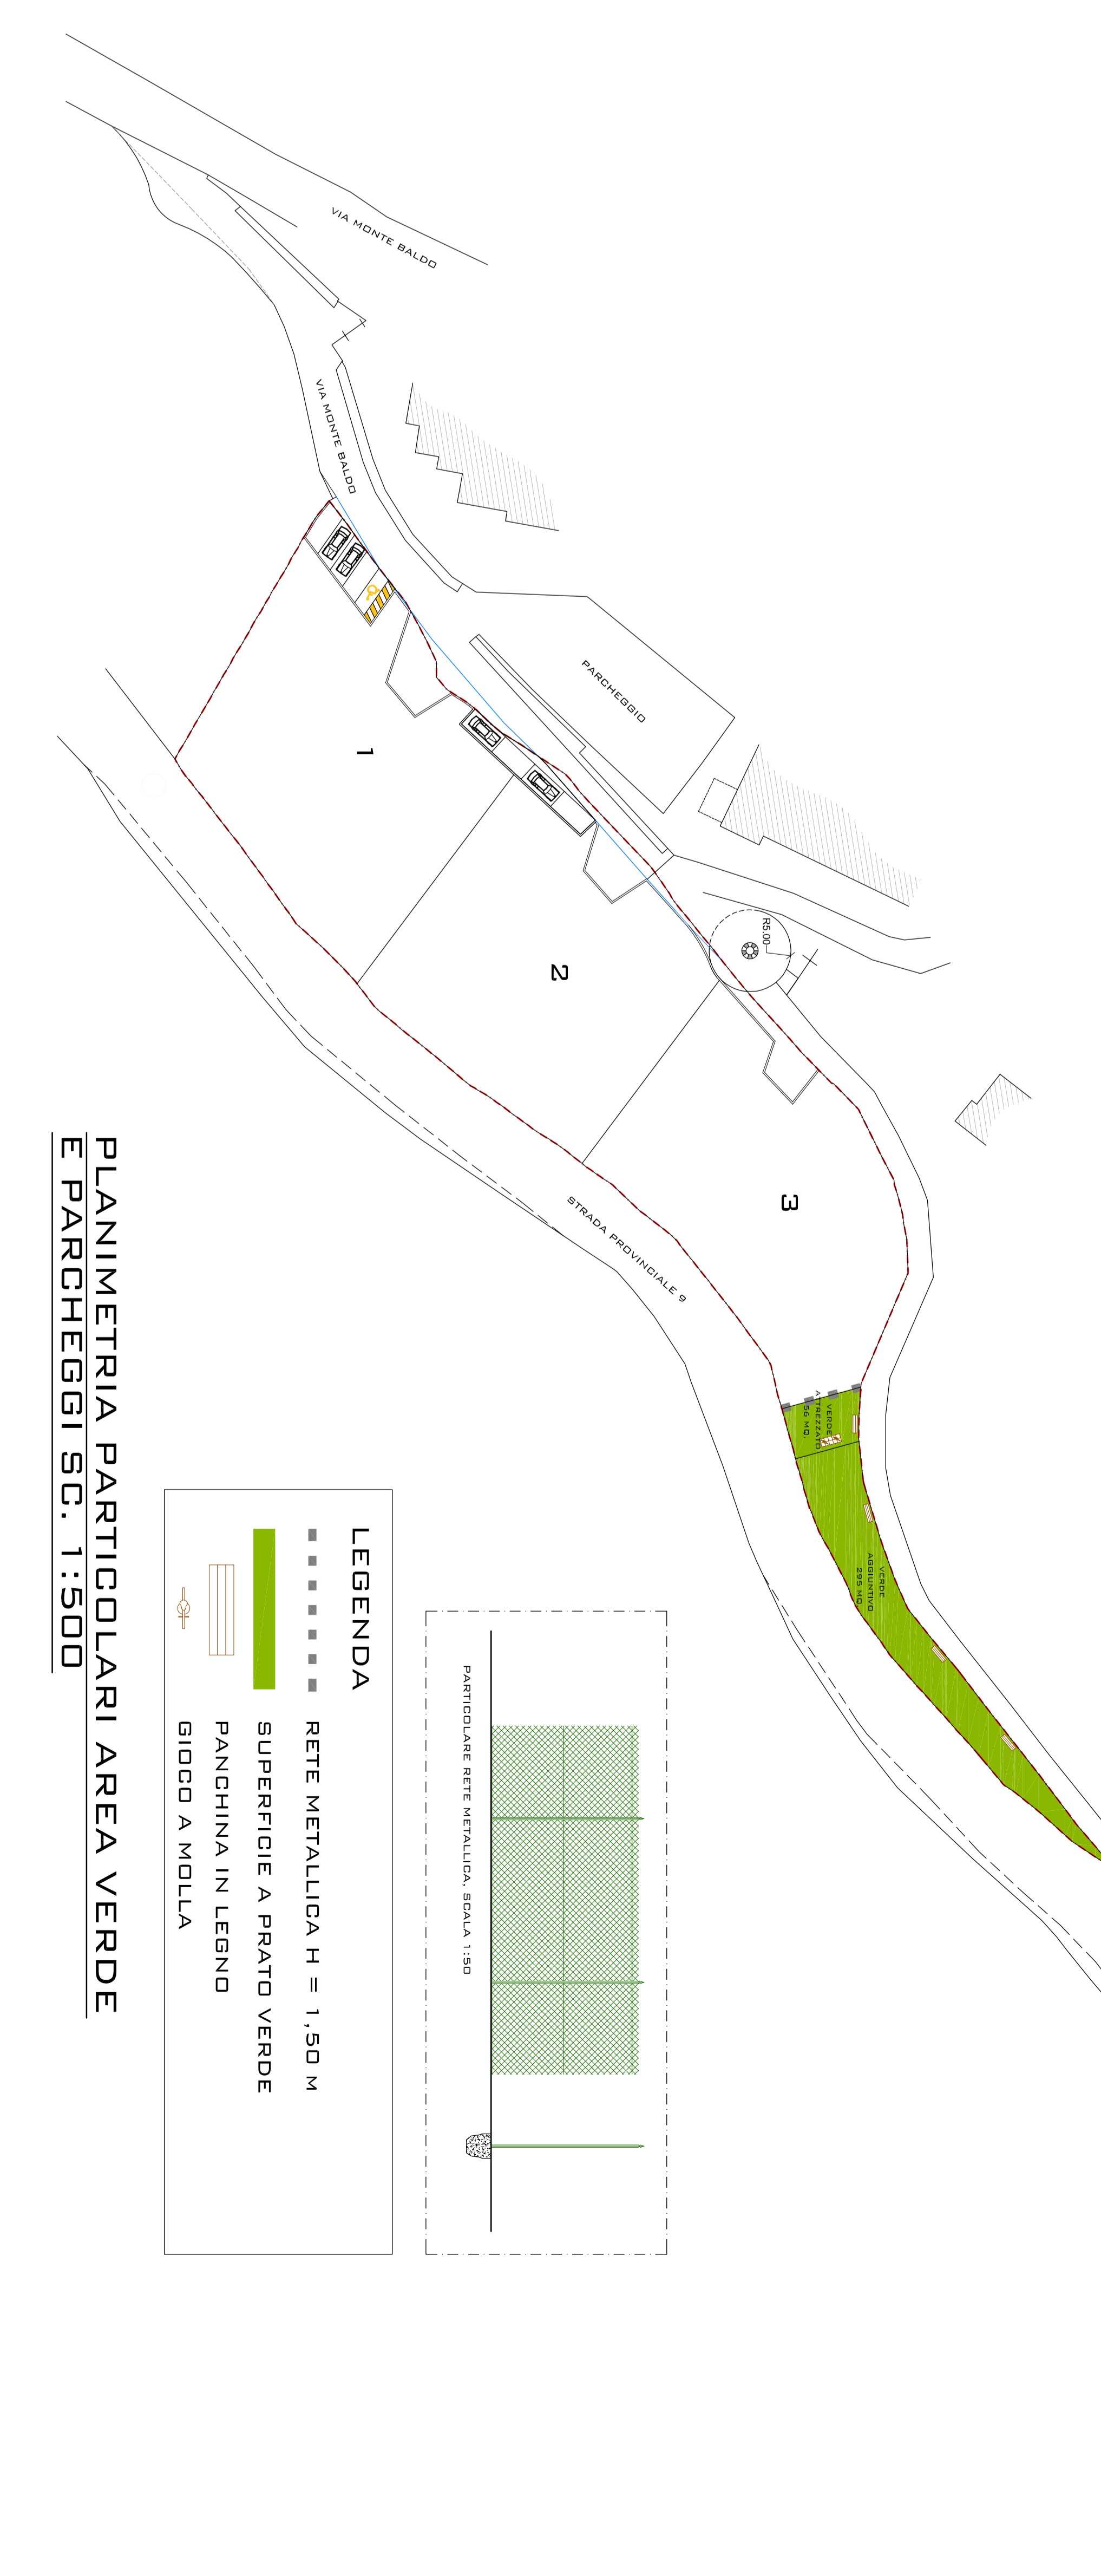 VIA MONTE BALDO
VIA MONTE BALDO
PARCHEGGIO
R5.00
1
2
3
STRADA PROVINCIALE 9
VERDE
ATTREZZATO
56 MQ.
VERDE
AGGIUNTIVO
295 MQ.
PARTICOLARE RETE METALLICA, SCALA 1:50
LEGENDA
RETE METALLICA H = 1,50 M
SUPERFICIE A PRATO VERDE
PANCHINA IN LEGNO
GIOCO A MOLLA
PLANIMETRIA PARTICOLARI AREA VERDE
E PARCHEGGI SC. 1:500